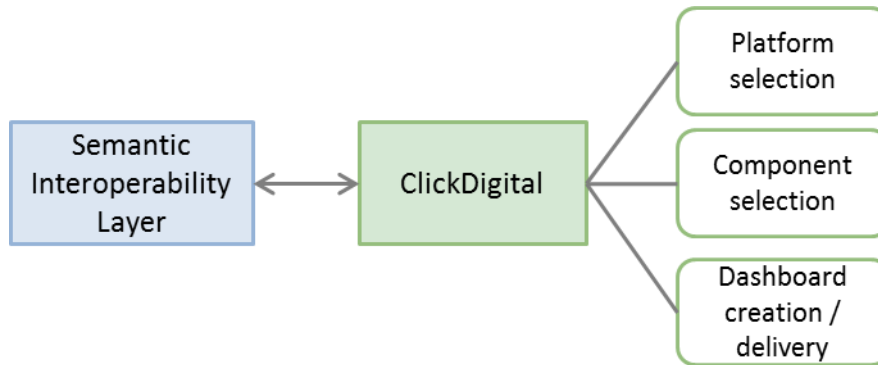 Semantic
Interoperability
Layer
ClickDigital
Platform
selection
Component
selection
Dashboard
creation /
delivery